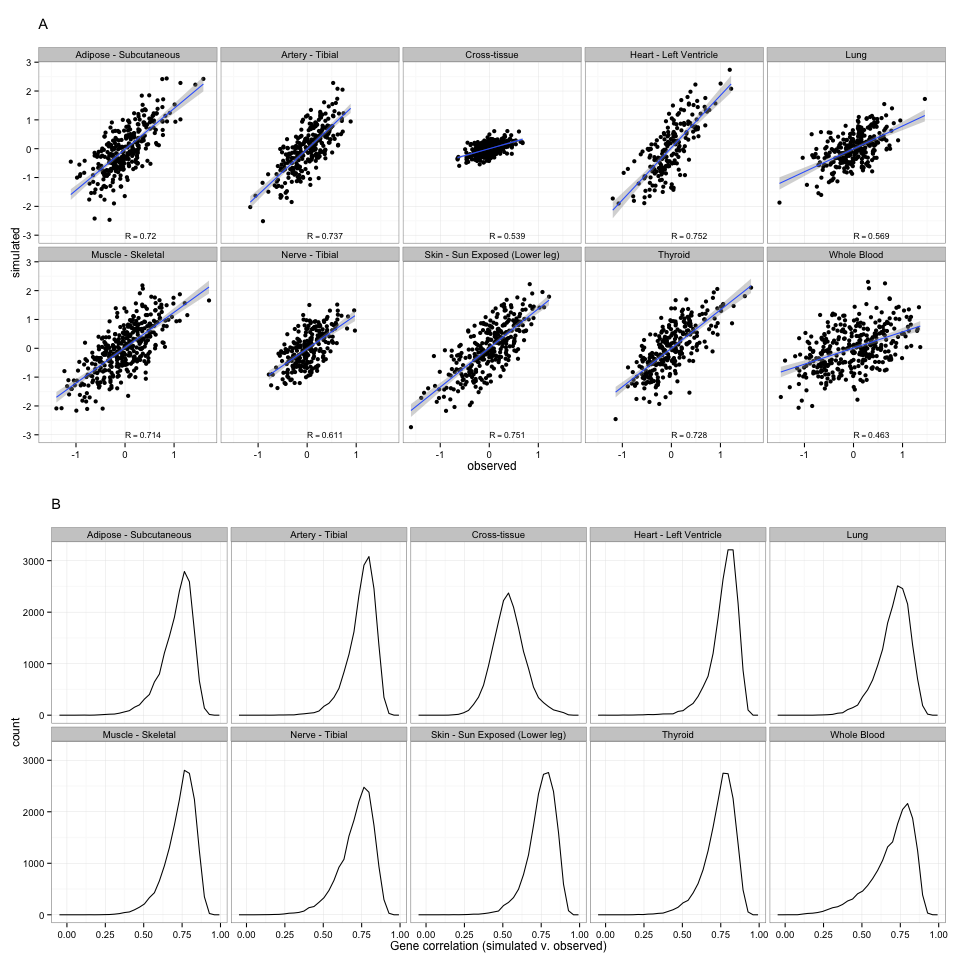 A
Adipose - Subcutaneous
Artery - Tibial
Cross-tissue
Heart - Left Ventricle
Lung
3
2
1
0
-1
-2
-3
R = 0.72
R = 0.737
R = 0.539
R = 0.752
R = 0.569
simulated
Muscle - Skeletal
Nerve - Tibial
Skin - Sun Exposed (Lower leg)
Thyroid
Whole Blood
3
2
1
0
-1
-2
-3
R = 0.714
R = 0.611
R = 0.751
R = 0.728
R = 0.463
-1 0 1 -1 0 1 -1 0 1 -1 0 1 -1 0 1
observed
B
Adipose - Subcutaneous
Artery - Tibial
Cross-tissue
Heart - Left Ventricle
Lung
3000
2000
1000
0
count
Muscle - Skeletal
Nerve - Tibial
Skin - Sun Exposed (Lower leg)
Thyroid
Whole Blood
3000
2000
1000
0
0.00 0.25 0.50 0.75 1.00 0.00 0.25 0.50 0.75 1.00 0.00 0.25 0.50 0.75 1.00 0.00 0.25 0.50 0.75 1.00 0.00 0.25 0.50 0.75 1.00
Gene correlation (simulated v. observed)